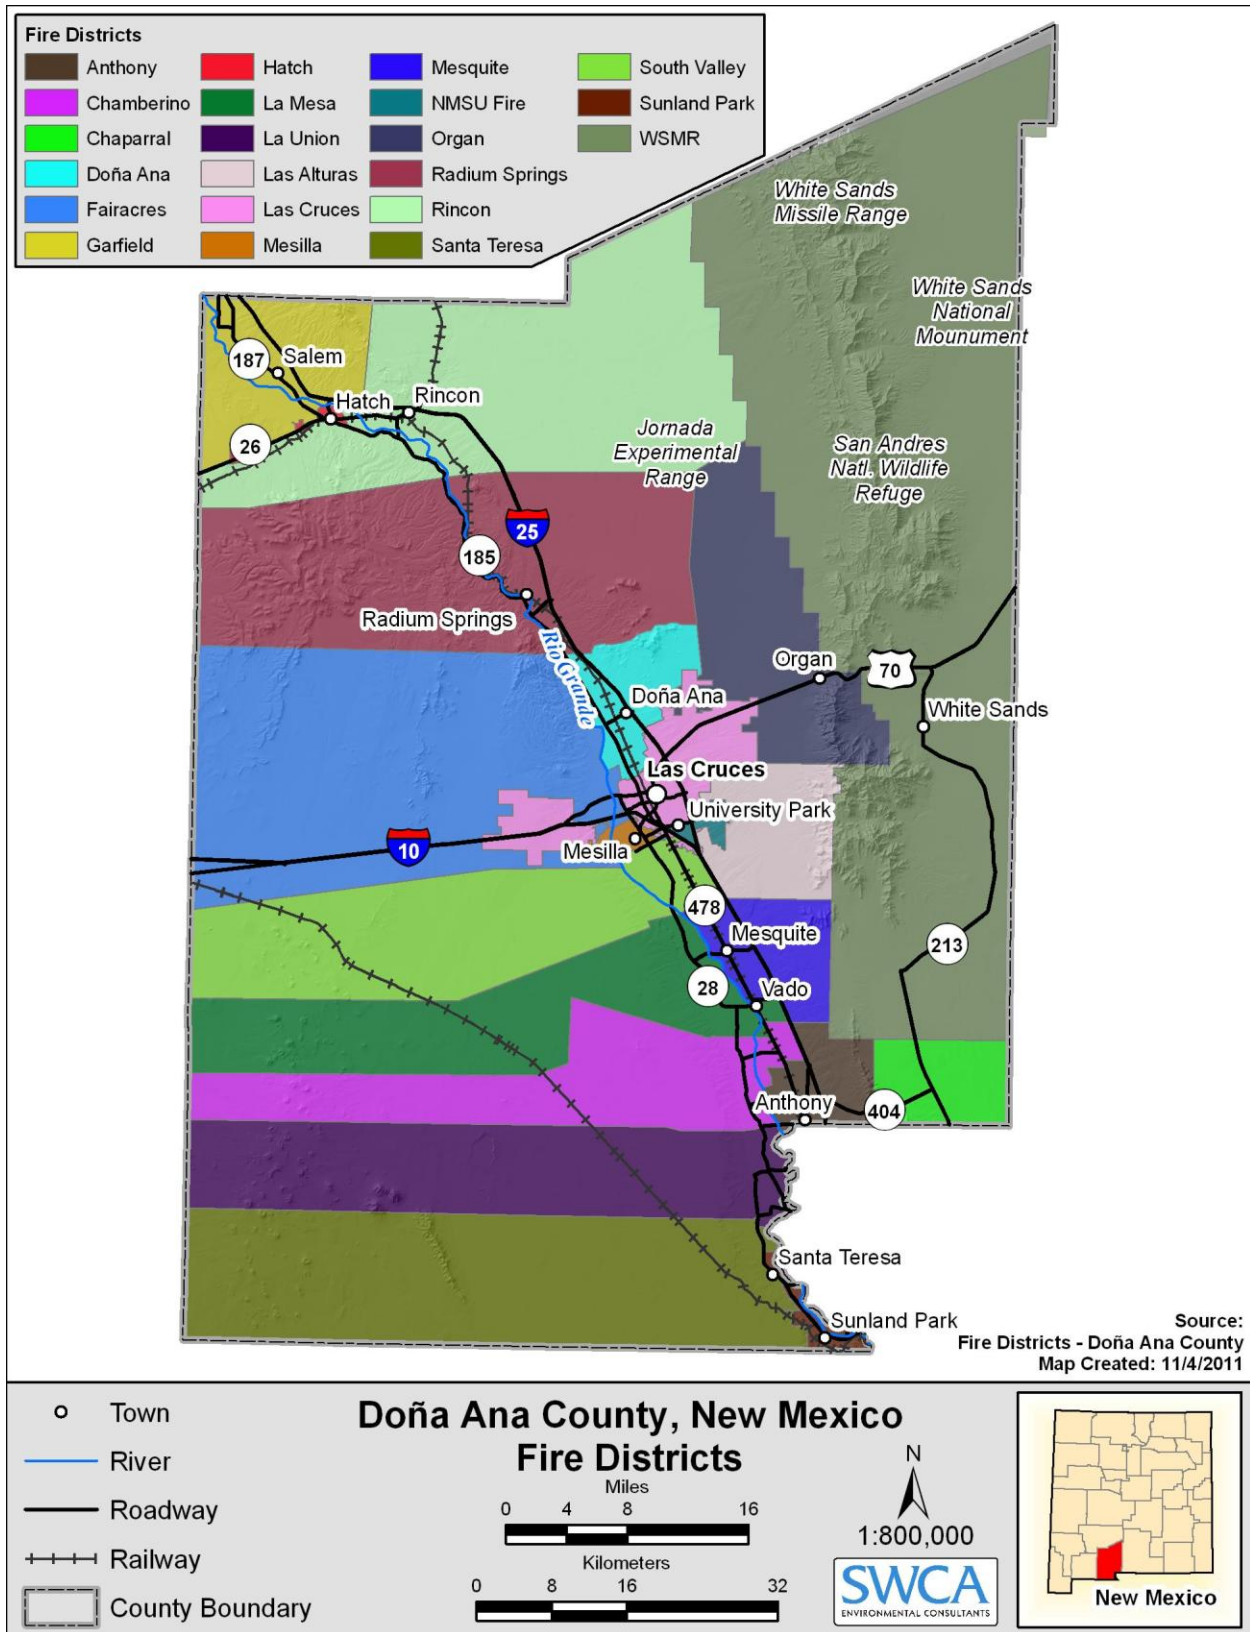 Fire Districts
Anthony
Chamberino
Chaparral
Doña Ana
Fairacres
Garfield
Hatch
La Mesa
La Union
Las Alturas
Las Cruces
Mesilla
Mesquite
NMSU Fire
Organ
Radium Springs
Rincon
Santa Teresa
South Valley
Sunland Park
WSMR
White Sands
Missile Range
White Sands
National
Mounument
187
Salem
Hatch
Rincon
26
Jornada
Experimental
Range
San Andres
Natl. Wildlife
Refuge
25
185
Radium Springs
Rio Grande
Organ
70
Doña Ana
White Sands
Las Cruces
University Park
10
Mesilla
478
Mesquite
213
28
Vado
Anthony
404
Santa Teresa
Sunland Park
Source:
Fire Districts - Doña Ana County
Map Created: 11/4/2011
Town
River
Roadway
Railway
County Boundary
Doña Ana County, New Mexico
Fire Districts
Miles
0 4 8 16
Kilometers
0 8 16 32
N
1:800,000
SWCA
ENVIRONMENTAL CONSULTANTS
New Mexico